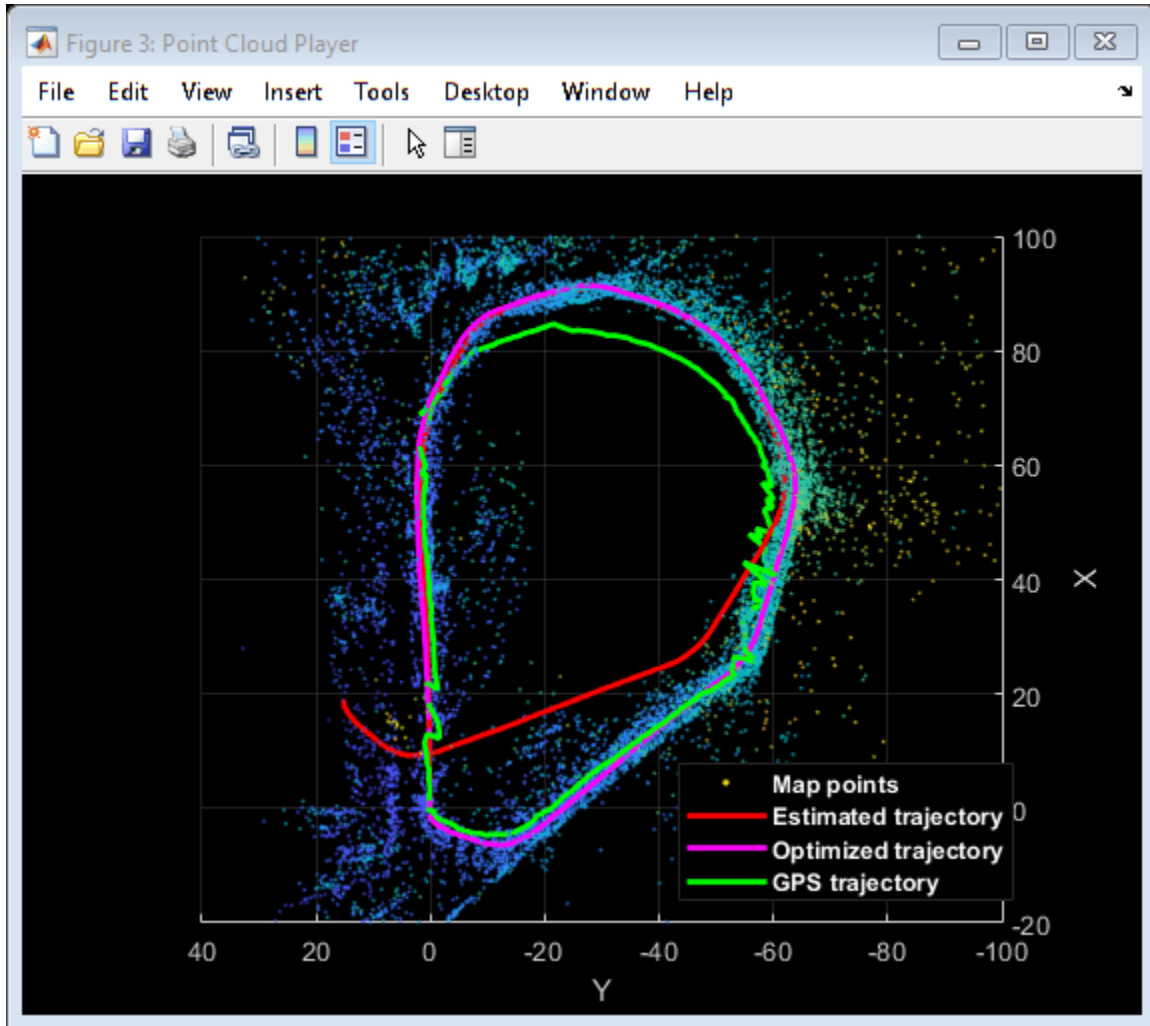 Figure 3: Point Cloud Player
File Edit View Insert Tools Desktop Window Help
100
80
60
40
20
0
-20
X
Map points
Estimated trajectory
Optimized trajectory
GPS trajectory
40 20 0 -20 -40 -60 -80 -100
Y